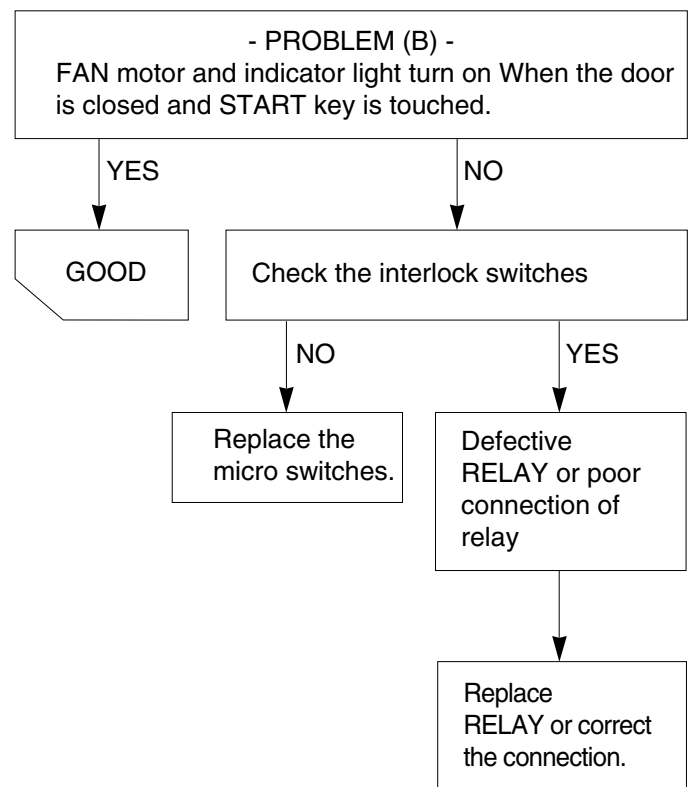 - PROBLEM (B) -
FAN motor and indicator light turn on When the door
is closed and START key is touched.
YES
NO
GOOD
Check the interlock switches
NO
YES
Replace the
micro switches.
Defective
RELAY or poor
connection of
relay
Replace
RELAY or correct
the connection.